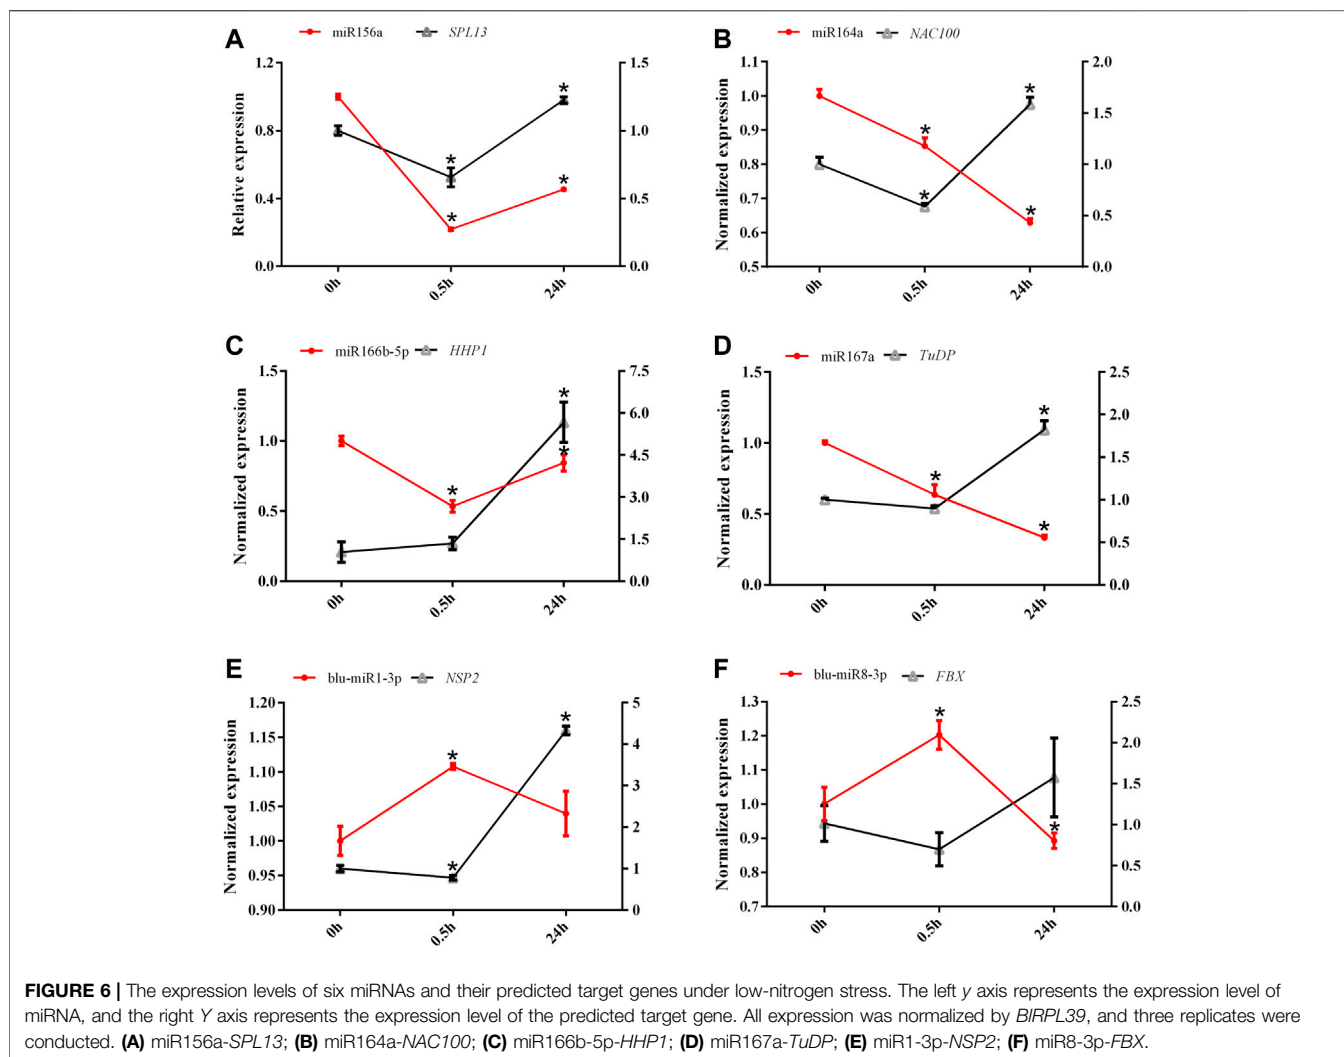 A
miR156a
SPL13
1.2
0.8
0.4
0.0
Relative expression
1.5
1.0
0.5
0.0
*
*
*
*
0h
0.5h
24h
B
miR164a
NAC100
1.1
1.0
0.9
0.8
0.7
0.6
0.5
Normalized expression
2.0
1.5
1.0
0.5
0.0
*
*
*
*
0h
0.5h
24h
C
miR166b-5p
HHP1
1.5
1.0
0.5
0.0
Normalized expression
7.5
6.0
4.5
3.0
1.5
0.0
*
*
*
0h
0.5h
24h
D
miR167a
TuDP
1.5
1.0
0.5
0.0
Normalized expression
2.5
2.0
1.5
1.0
0.5
0.0
*
*
*
0h
0.5h
24h
E
blu-miR1-3p
NSP2
1.20
1.15
1.10
1.05
1.00
0.95
0.90
Normalized expression
5
4
3
2
1
0
*
*
*
0h
0.5h
24h
F
blu-miR8-3p
FBX
1.3
1.2
1.1
1.0
0.9
0.8
0.7
Normalized expression
2.5
2.0
1.5
1.0
0.5
0.0
*
*
0h
0.5h
24h
FIGURE 6 | The expression levels of six miRNAs and their predicted target genes under low-nitrogen stress. The left y axis represents the expression level of
miRNA, and the right Y axis represents the expression level of the predicted target gene. All expression was normalized by BlRPL39, and three replicates were
conducted. (A) miR156a-SPL13; (B) miR164a-NAC100; (C) miR166b-5p-HHP1; (D) miR167a-TuDP; (E) miR1-3p-NSP2; (F) miR8-3p-FBX.